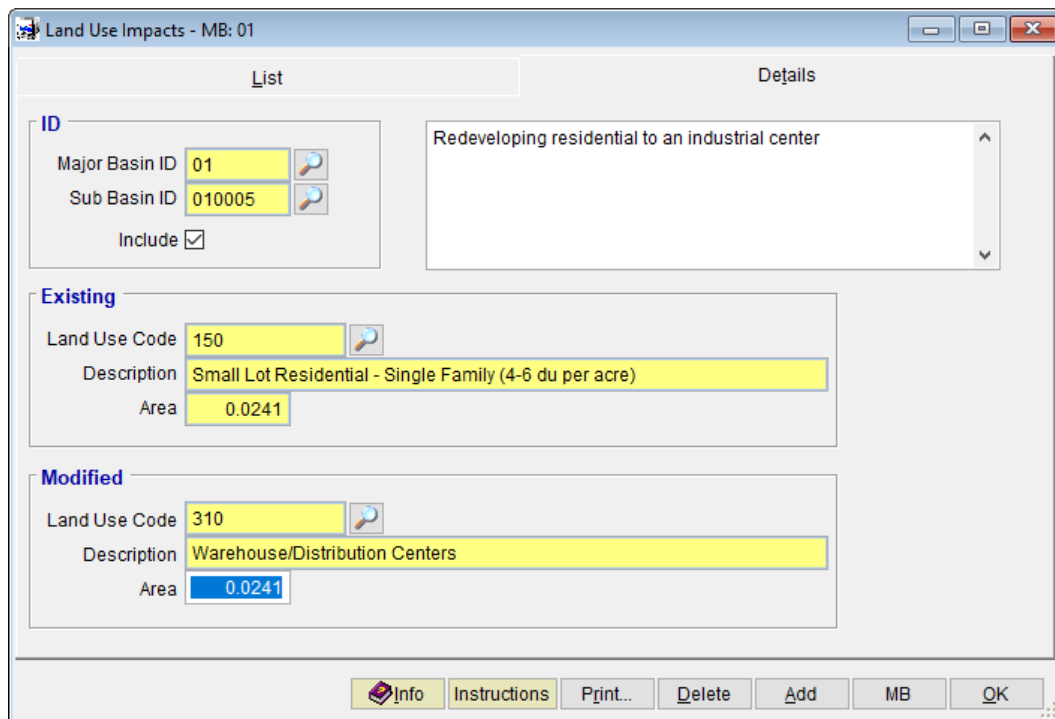 Land Use Impacts - MB: 01
List Details
ID
Major Basin ID 01
Sub Basin ID 010005
Include
Redeveloping residential to an industrial center
Existing
Land Use Code 150
Description Small Lot Residential - Single Family (4-6 du per acre)
Area 0.0241
Modified
Land Use Code 310
Description Warehouse/Distribution Centers
Area 0.0241
Info Instructions Print... Delete Add MB OK